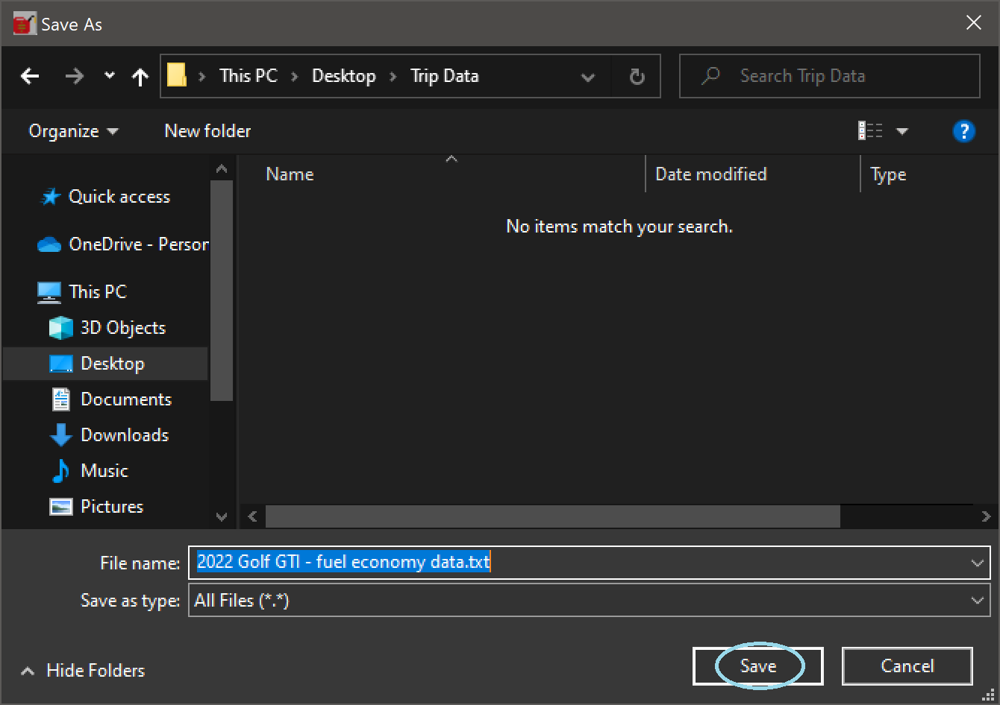 Save As
This PC > Desktop > Trip Data
Search Trip Data
Organize
New folder
?
Name
Date modified
Type
No items match your search.
Quick access
OneDrive - Person
This PC
3D Objects
Desktop
Documents
Downloads
Music
Pictures
File name: 2022 Golf GTI - fuel economy data.txt
Save as type: All Files (*.*)
Hide Folders
Save
Cancel